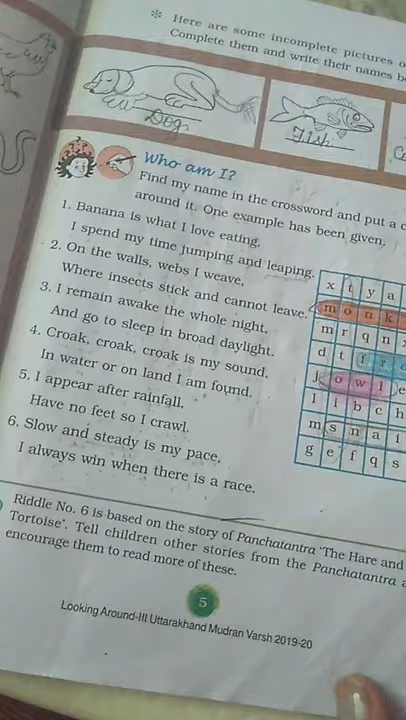 * Here are some incomplete pictures o
Complete them and write their names b
Dog
Fish
Who am I?
Find my name in the crossword and put a c
around it. One example has been given.
1. Banana is what I love eating,
I spend my time jumping and leaping.
2. On the walls, webs I weave,
Where insects stick and cannot leave.
3. I remain awake the whole night,
And go to sleep in broad daylight.
4. Croak, croak, croak is my sound,
In water or on land I am found.
5. I appear after rainfall,
Have no feet so I crawl.
6. Slow and steady is my pace,
I always win when there is a race.
x t y a
m o n k
m r q n
d t f r
j o w l e
l i b c h
m s n a i
g e f q s
Riddle No. 6 is based on the story of Panchatantra 'The Hare and
Tortoise'. Tell children other stories from the Panchatantra a
encourage them to read more of these.
5
Looking Around-III Uttarakhand Mudran Varsh 2019-20